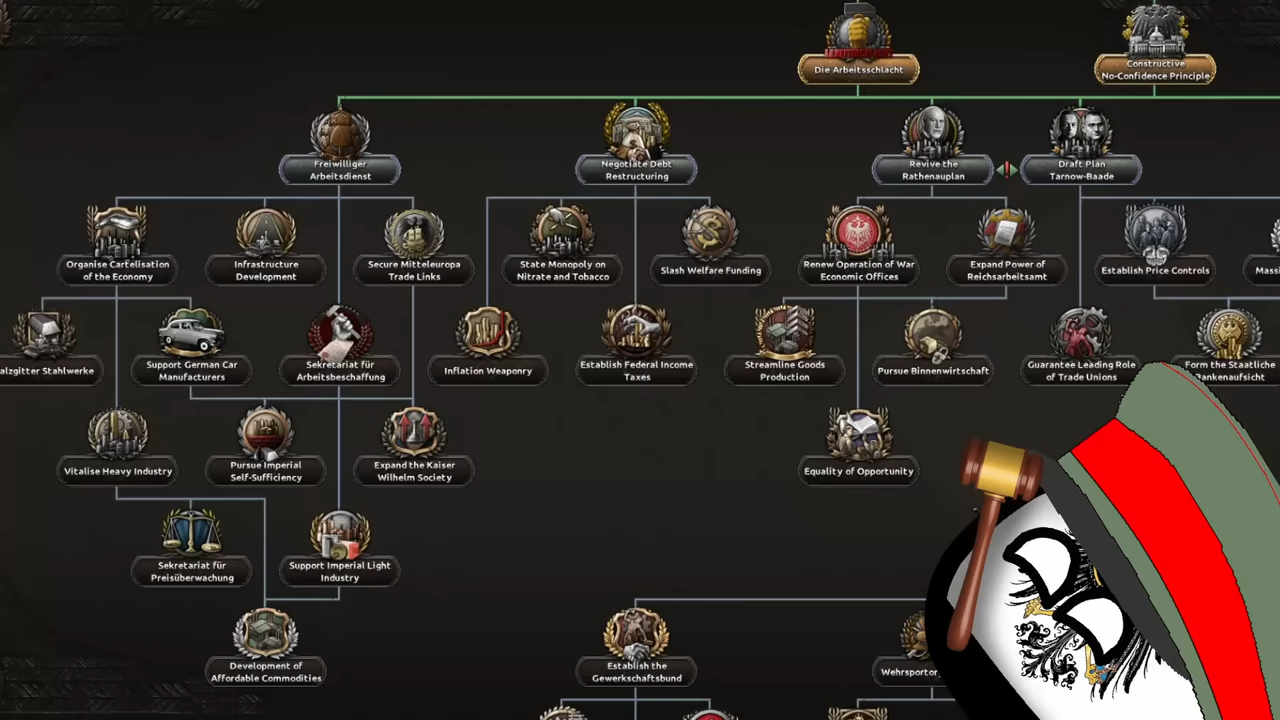 Die Arbeitsschlacht
Constructive
No-Confidence Principle
Freiwilliger
Arbeitsdienst
Negotiate Debt
Restructuring
Revive the
Rathenauplan
Draft Plan
Tarnow-Baade
Organise Cartelisation
of the Economy
Infrastructure
Development
Secure Mitteleuropa
Trade Links
State Monopoly on
Nitrate and Tobacco
Slash Welfare Funding
Renew Operation of War
Economic Offices
Expand Power of
Reichsarbeitsamt
Establish Price Controls
Massi
alzgitter Stahlwerke
Support German Car
Manufacturers
Sekretariat für
Arbeitsbeschaffung
Inflation Weaponry
Establish Federal Income
Taxes
Streamline Goods
Production
Pursue Binnenwirtschaft
Guarantee Leading Role
of Trade Unions
Form the Staatliche
Bankenaufsicht
Vitalise Heavy Industry
Pursue Imperial
Self-Sufficiency
Expand the Kaiser
Wilhelm Society
Equality of Opportunity
Sekretariat für
Preisüberwachung
Support Imperial Light
Industry
Development of
Affordable Commodities
Establish the
Gewerkschaftsbund
Wehrsportor